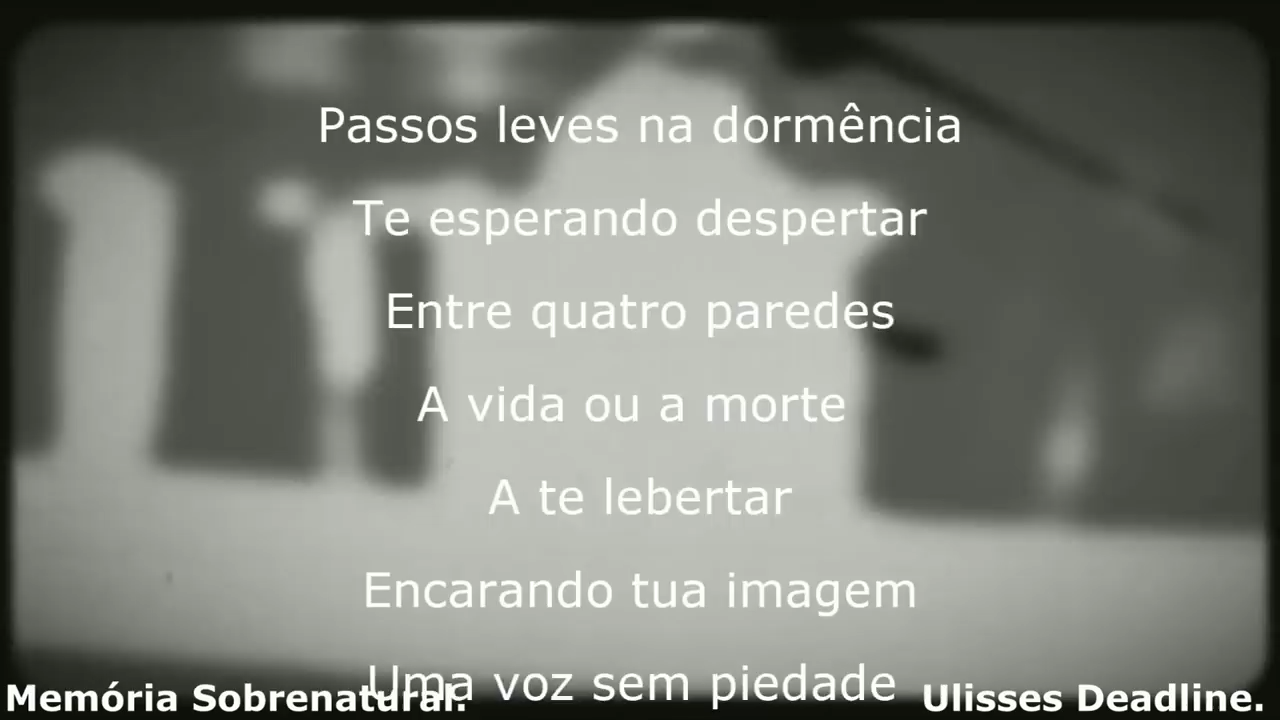 Passos leves na dormência
Te esperando despertar
Entre quatro paredes
A vida ou a morte
A te lebertar
Encarando tua imagem
Uma voz sem piedade
Memória Sobrenatural.
Ulisses Deadline.